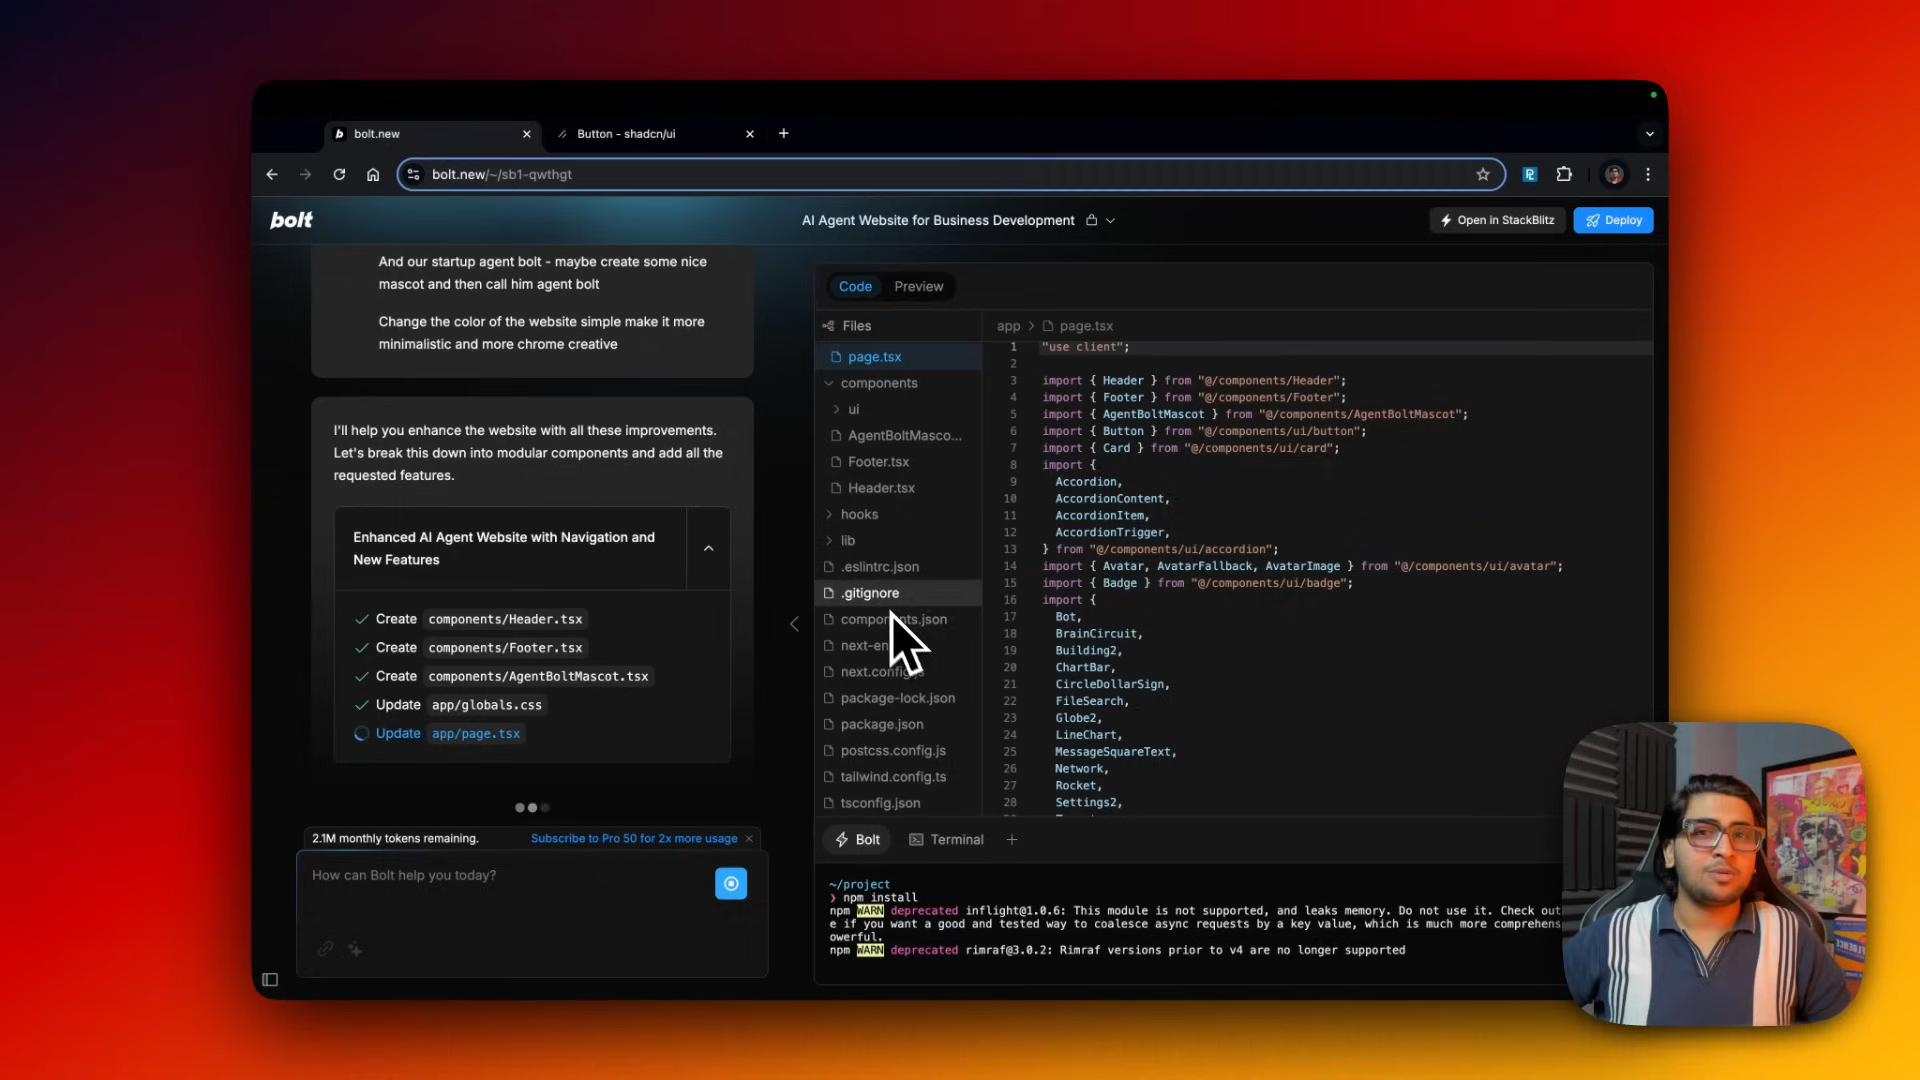 bolt.new
Button - shadcn/ui
bolt.new/~/sb1-qwthgt
bolt
AI Agent Website for Business Development
Open in StackBlitz
Deploy
And our startup agent bolt - maybe create some nice
mascot and then call him agent bolt
Change the color of the website simple make it more
minimalistic and more chrome creative
I'll help you enhance the website with all these improvements.
Let's break this down into modular components and add all the
requested features.
Enhanced AI Agent Website with Navigation and
New Features
Create components/Header.tsx
Create components/Footer.tsx
Create components/AgentBoltMascot.tsx
Update app/globals.css
Update app/page.tsx
2.1M monthly tokens remaining.
Subscribe to Pro 50 for 2x more usage
How can Bolt help you today?
Code
Preview
Files
page.tsx
components
ui
AgentBoltMasco...
Footer.tsx
Header.tsx
hooks
lib
.eslintrc.json
.gitignore
components.json
next-en
next.config.js
package-lock.json
package.json
postcss.config.js
tailwind.config.ts
tsconfig.json
app > page.tsx
1 "use client";
2
3 import { Header } from "@/components/Header";
4 import { Footer } from "@/components/Footer";
5 import { AgentBoltMascot } from "@/components/AgentBoltMascot";
6 import { Button } from "@/components/ui/button";
7 import { Card } from "@/components/ui/card";
8 import {
9 Accordion,
10 AccordionContent,
11 AccordionItem,
12 AccordionTrigger,
13 } from "@/components/ui/accordion";
14 import { Avatar, AvatarFallback, AvatarImage } from "@/components/ui/avatar";
15 import { Badge } from "@/components/ui/badge";
16 import {
17 Bot,
18 BrainCircuit,
19 Building2,
20 ChartBar,
21 CircleDollarSign,
22 FileSearch,
23 Globe2,
24 LineChart,
25 MessageSquareText,
26 Network,
27 Rocket,
28 Settings2,
Bolt
Terminal
~/project
❯ npm install
npm WARN deprecated inflight@1.0.6: This module is not supported, and leaks memory. Do not use it. Check out
e if you want a good and tested way to coalesce async requests by a key value, which is much more comprehens
owerful.
npm WARN deprecated rimraf@3.0.2: Rimraf versions prior to v4 are no longer supported